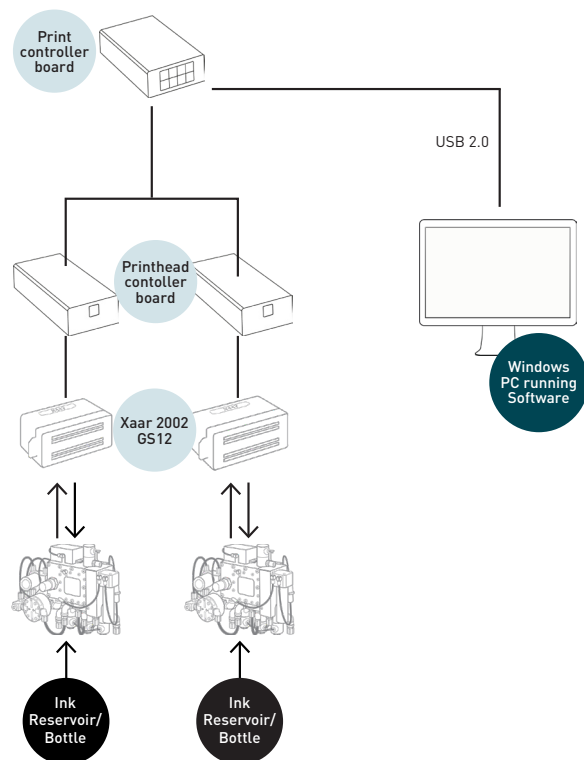 Print
controller
board
USB 2.0
Printhead
contoller
board
Windows
PC running
Software
Xaar 2002
GS12
Ink
Reservoir/
Bottle
Ink
Reservoir/
Bottle